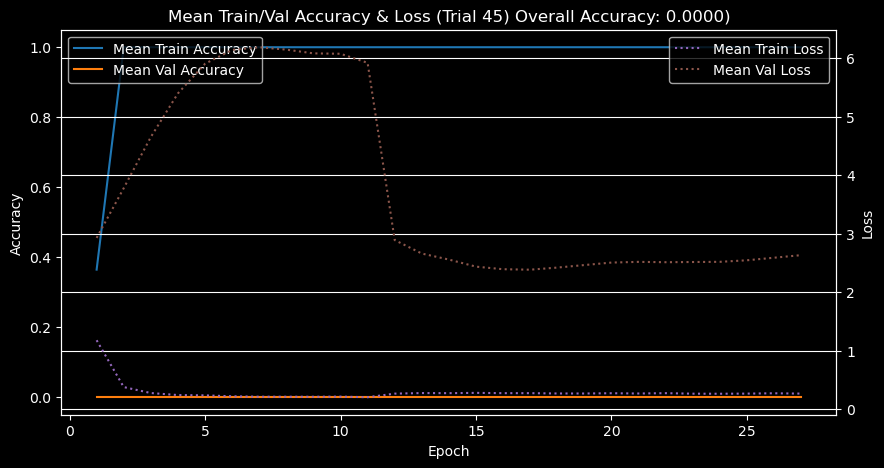 Mean Train/Val Accuracy & Loss (Trial 45) Overall Accuracy: 0.0000)
Mean Train Accuracy
Mean Val Accuracy
Mean Train Loss
Mean Val Loss
1.0
0.8
0.6
0.4
0.2
0.0
Accuracy
6
5
4
3
2
1
0
Loss
0 5 10 15 20 25
Epoch